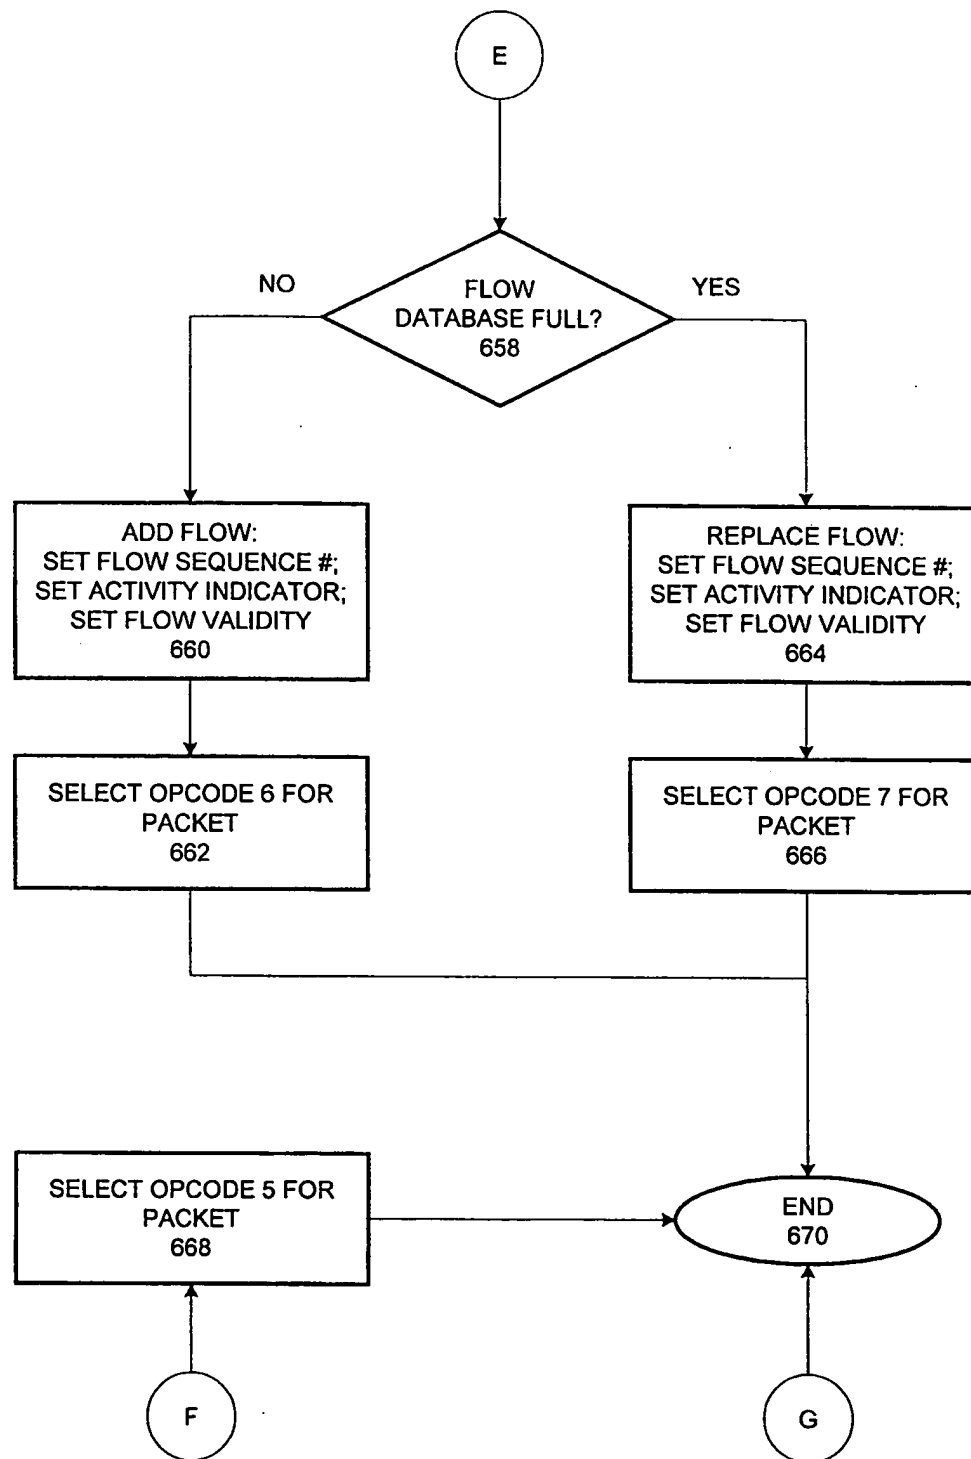 E
NO
YES
FLOW
DATABASE FULL?
658
ADD FLOW:
SET FLOW SEQUENCE #;
SET ACTIVITY INDICATOR;
SET FLOW VALIDITY
660
REPLACE FLOW:
SET FLOW SEQUENCE #;
SET ACTIVITY INDICATOR;
SET FLOW VALIDITY
664
SELECT OPCODE 6 FOR
PACKET
662
SELECT OPCODE 7 FOR
PACKET
666
SELECT OPCODE 5 FOR
PACKET
668
END
670
F
G